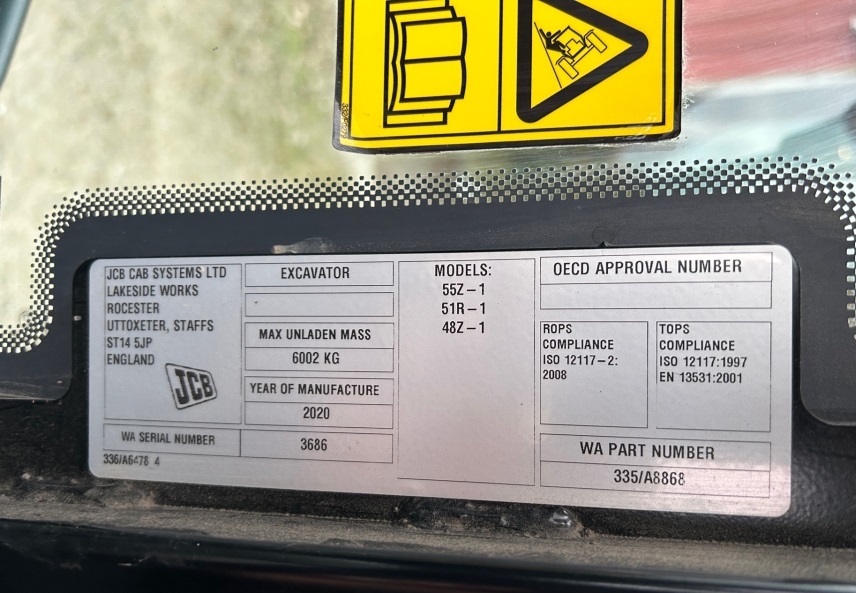 JCB CAB SYSTEMS LTD
LAKESIDE WORKS
ROCESTER
UTTOXETER, STAFFS
ST14 5JP
ENGLAND
JCB
WA SERIAL NUMBER
336/A6478 4
EXCAVATOR
MAX UNLADEN MASS
6002 KG
YEAR OF MANUFACTURE
2020
3686
MODELS:
55Z-1
51R-1
48Z-1
OECD APPROVAL NUMBER
ROPS
COMPLIANCE
ISO 12117-2:
2008
TOPS
COMPLIANCE
ISO 12117:1997
EN 13531:2001
WA PART NUMBER
335/A8868